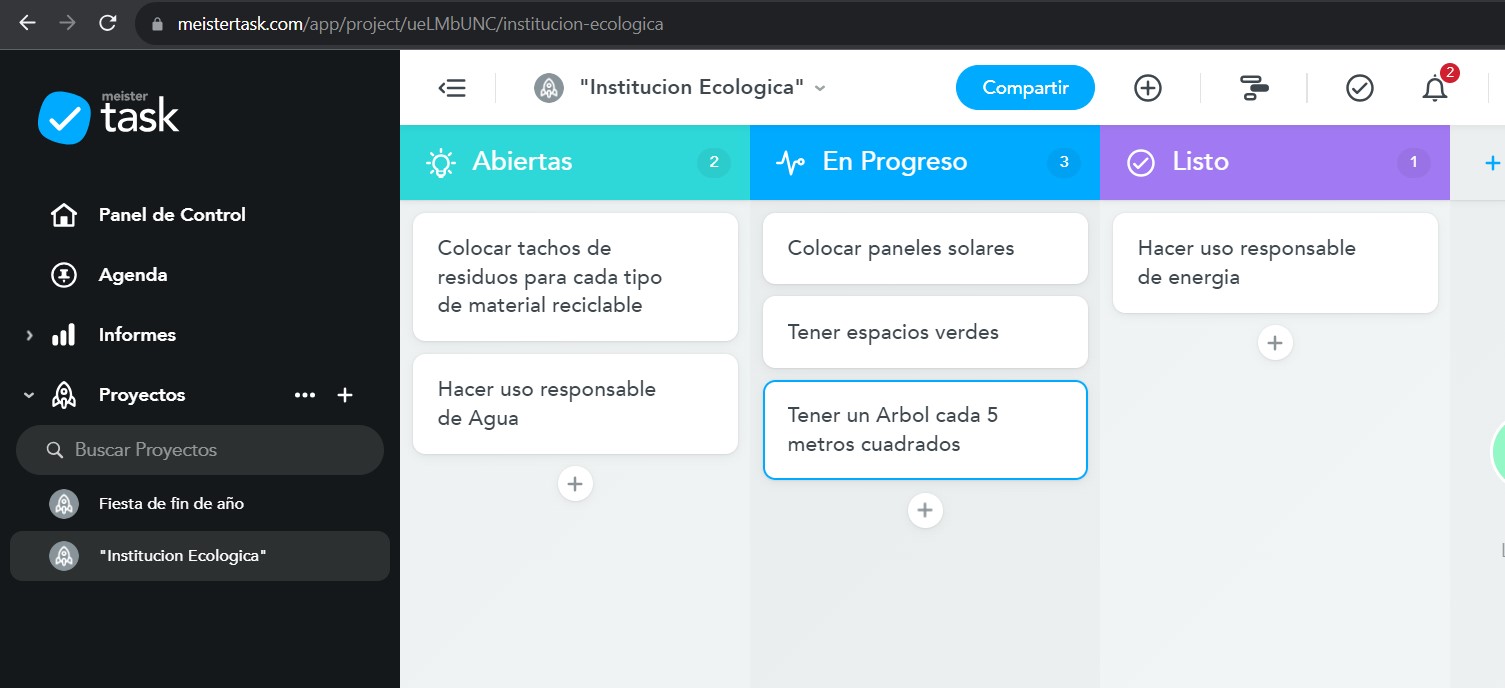 meistertask.com/app/project/ueLMbUNC/institucion-ecologica
meister
task
Panel de Control
Agenda
Informes
Proyectos
Buscar Proyectos
Fiesta de fin de año
"Institucion Ecologica"
"Institucion Ecologica"
Compartir
2
Abiertas
2
Colocar tachos de
residuos para cada tipo
de material reciclable
Hacer uso responsable
de Agua
En Progreso
3
Colocar paneles solares
Tener espacios verdes
Tener un Arbol cada 5
metros cuadrados
Listo
1
Hacer uso responsable
de energia